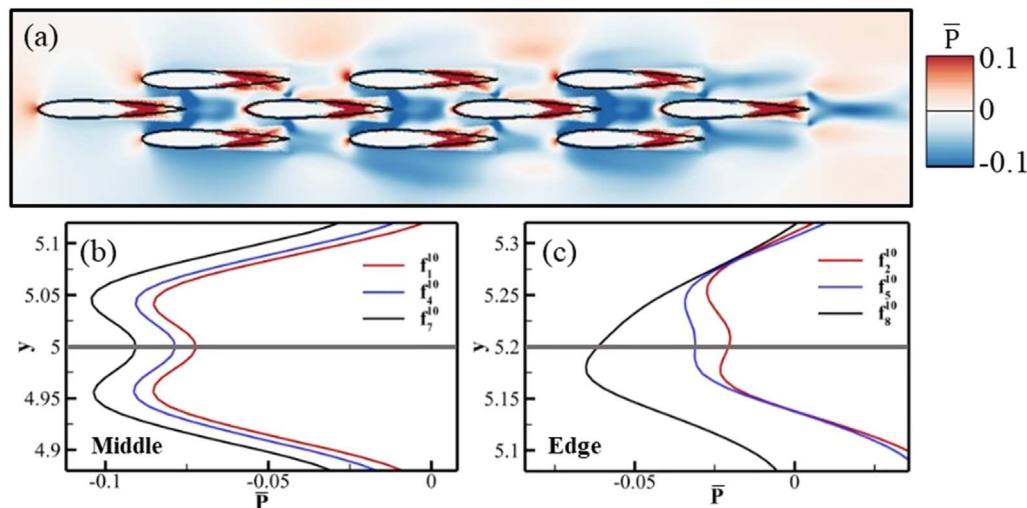 (a)
P̅
0.1
0
-0.1
(b)
5.1
5.05
5
4.95
4.9
y
f₁¹⁰
f₄¹⁰
f₇¹⁰
Middle
-0.1
-0.05
0
P̅
(c)
5.3
5.25
5.2
5.15
5.1
y
f₂¹⁰
f₅¹⁰
f₈¹⁰
Edge
-0.05
0
P̅